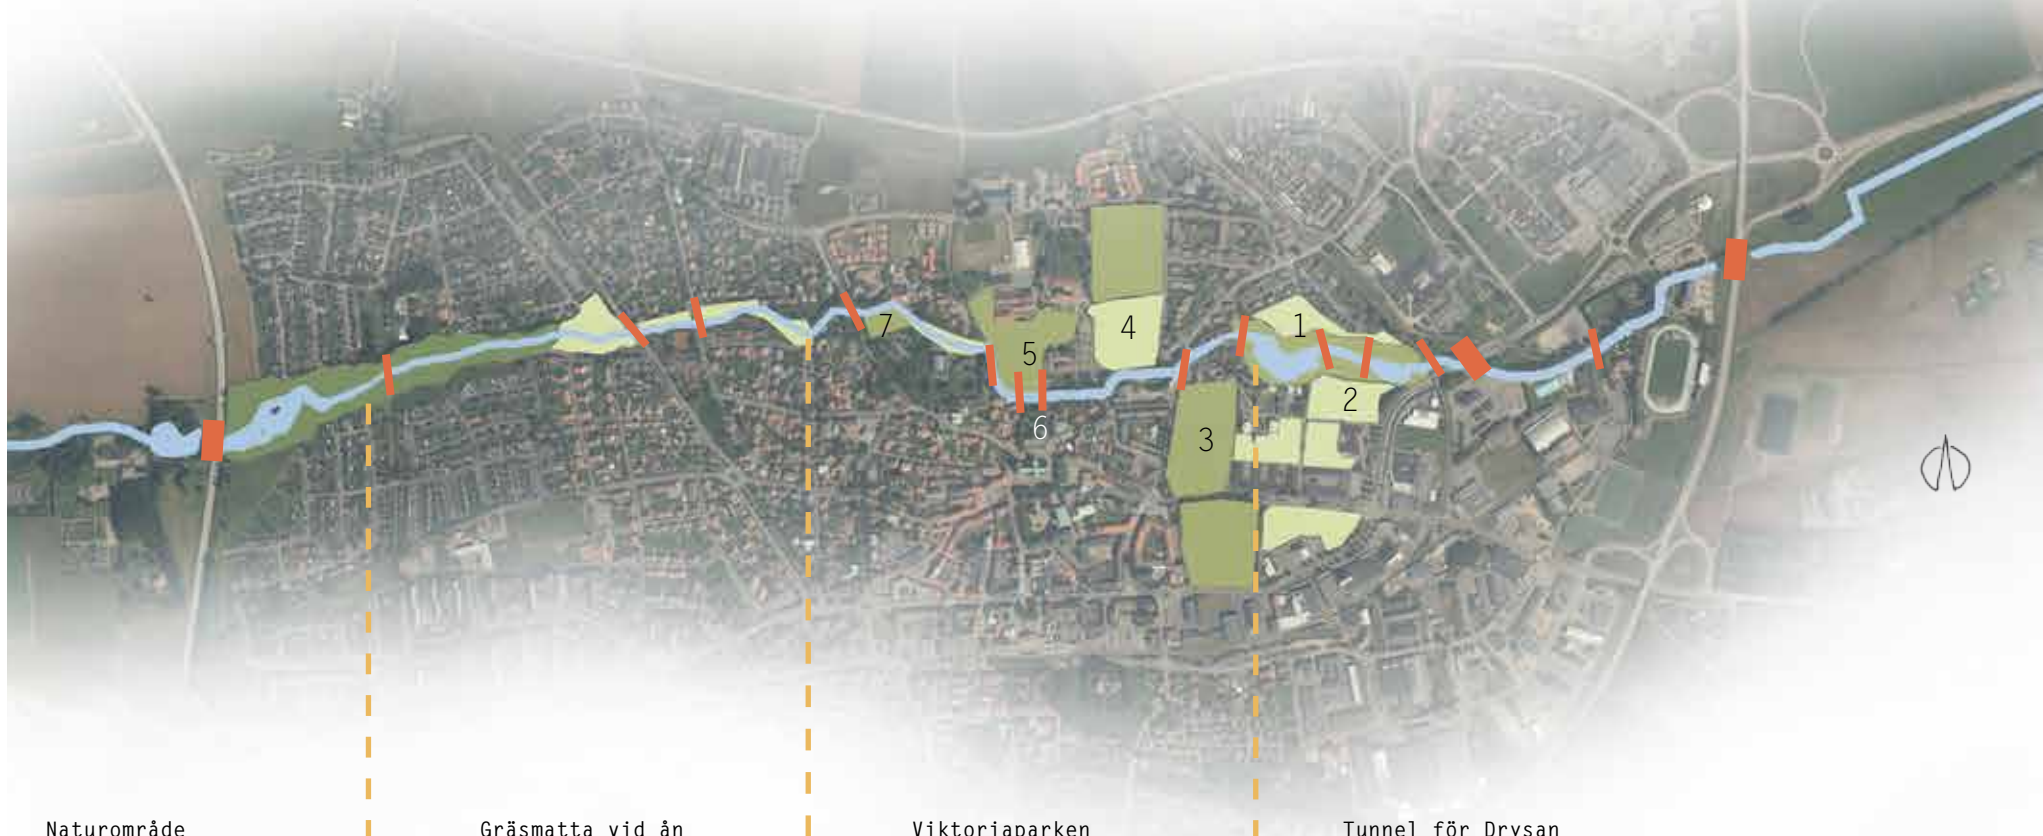 1
2
3
4
5
6
7
Naturområde
Gräsmatta vid ån
Viktoriaparken
Tunnel för Drysan